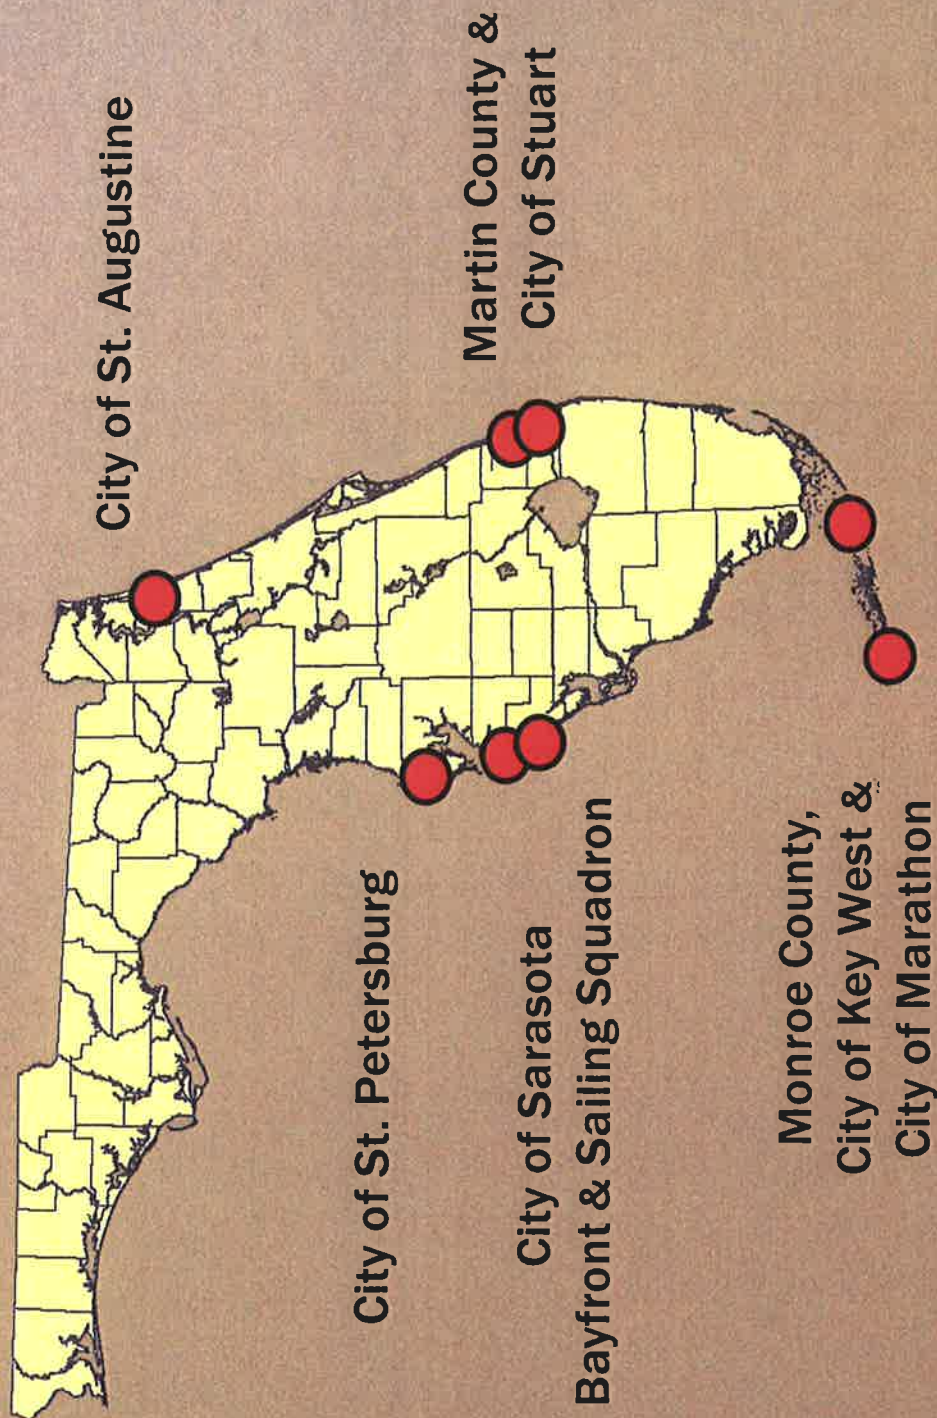 City of St. Augustine
City of St. Petersburg
Martin County &
City of Stuart
City of Sarasota
Bayfront & Sailing Squadron
Monroe County,
City of Key West &
City of Marathon